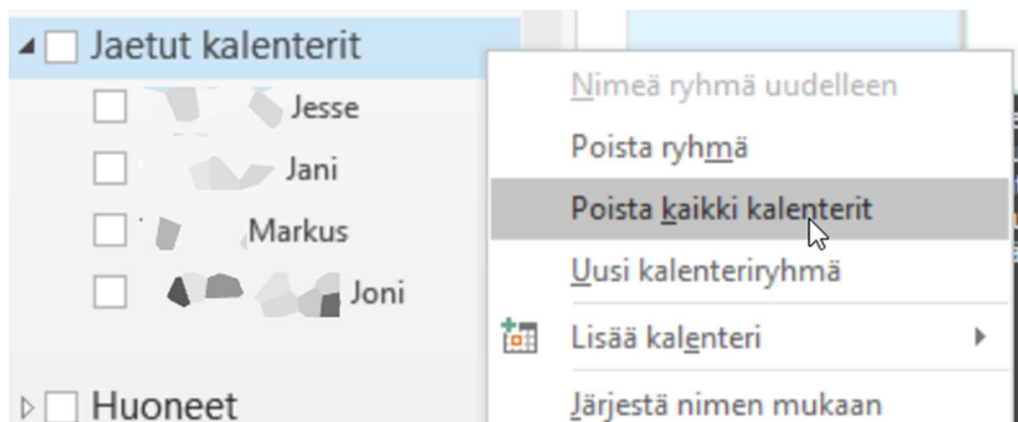 Jaetut kalenterit
Jesse
Jani
Markus
Joni
Huoneet
Nimeä ryhmä uudelleen
Poista ryhmä
Poista kaikki kalenterit
Uusi kalenteriryhmä
Lisää kalenteri
Järjestä nimen mukaan